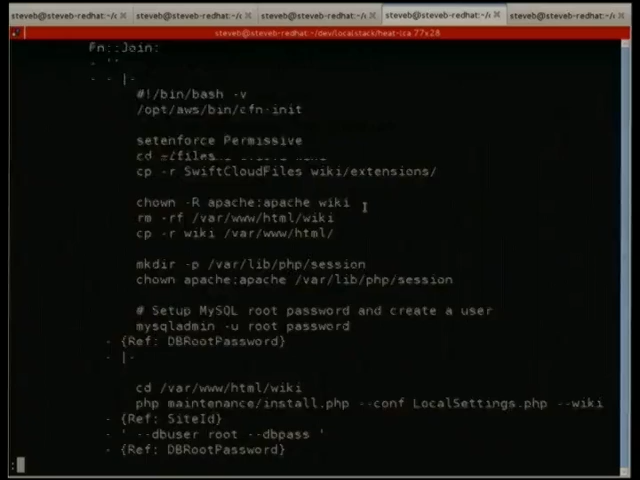 steveb@steveb-redhat:~/
steveb@steveb-redhat:~/
steveb@steveb-redhat:~/
steveb@steveb-redhat:~/
steveb@steveb-redhat:~/
steveb@steveb-redhat:~/dev/localstack/heat-ica 77x28
Fn::Join:
- ''
- - |-
#!/bin/bash -v
/opt/aws/bin/cfn-init
setenforce Permissive
cd
cp -r SwiftCloudFiles wiki/extensions/
chown -R apache:apache wiki
rm -rf /var/www/html/wiki
cp -r wiki /var/www/html/
mkdir -p /var/lib/php/session
chown apache:apache /var/lib/php/session
# Setup MySQL root password and create a user
mysqladmin -u root password
- {Ref: DBRootPassword}
- |-
cd /var/www/html/wiki
php maintenance/install.php --conf LocalSettings.php --wiki
- {Ref: SiteId}
- ' --dbuser root --dbpass '
- {Ref: DBRootPassword}
: